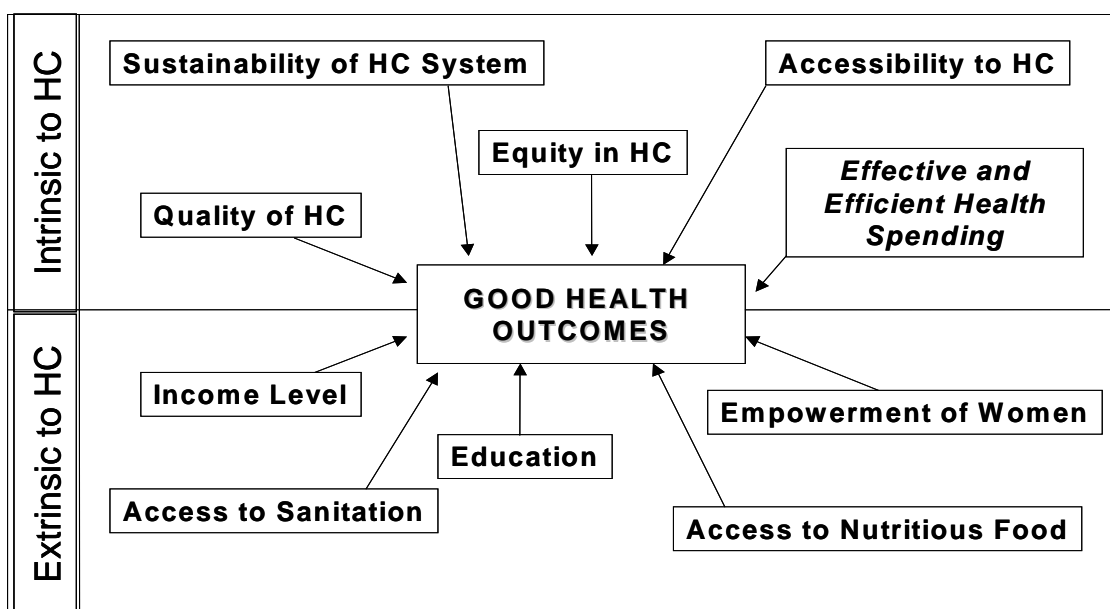 Intrinsic to HC
Sustainability of HC System
Accessibility to HC
Equity in HC
Effective and
Efficient Health
Spending
Quality of HC
GOOD HEALTH
OUTCOMES
Extrinsic to HC
Income Level
Empowerment of Women
Education
Access to Sanitation
Access to Nutritious Food